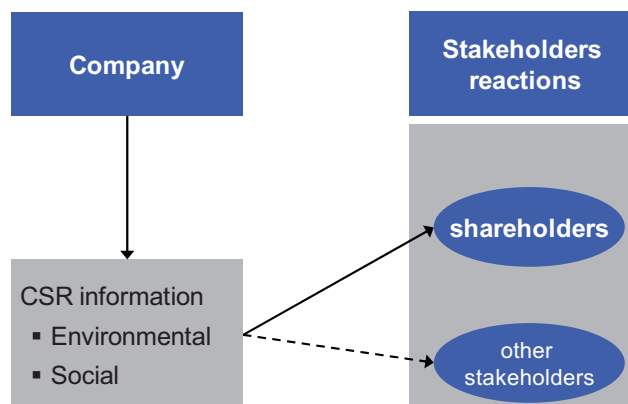 Company
Stakeholders
reactions
shareholders
CSR information
▪ Environmental
▪ Social
other
stakeholders